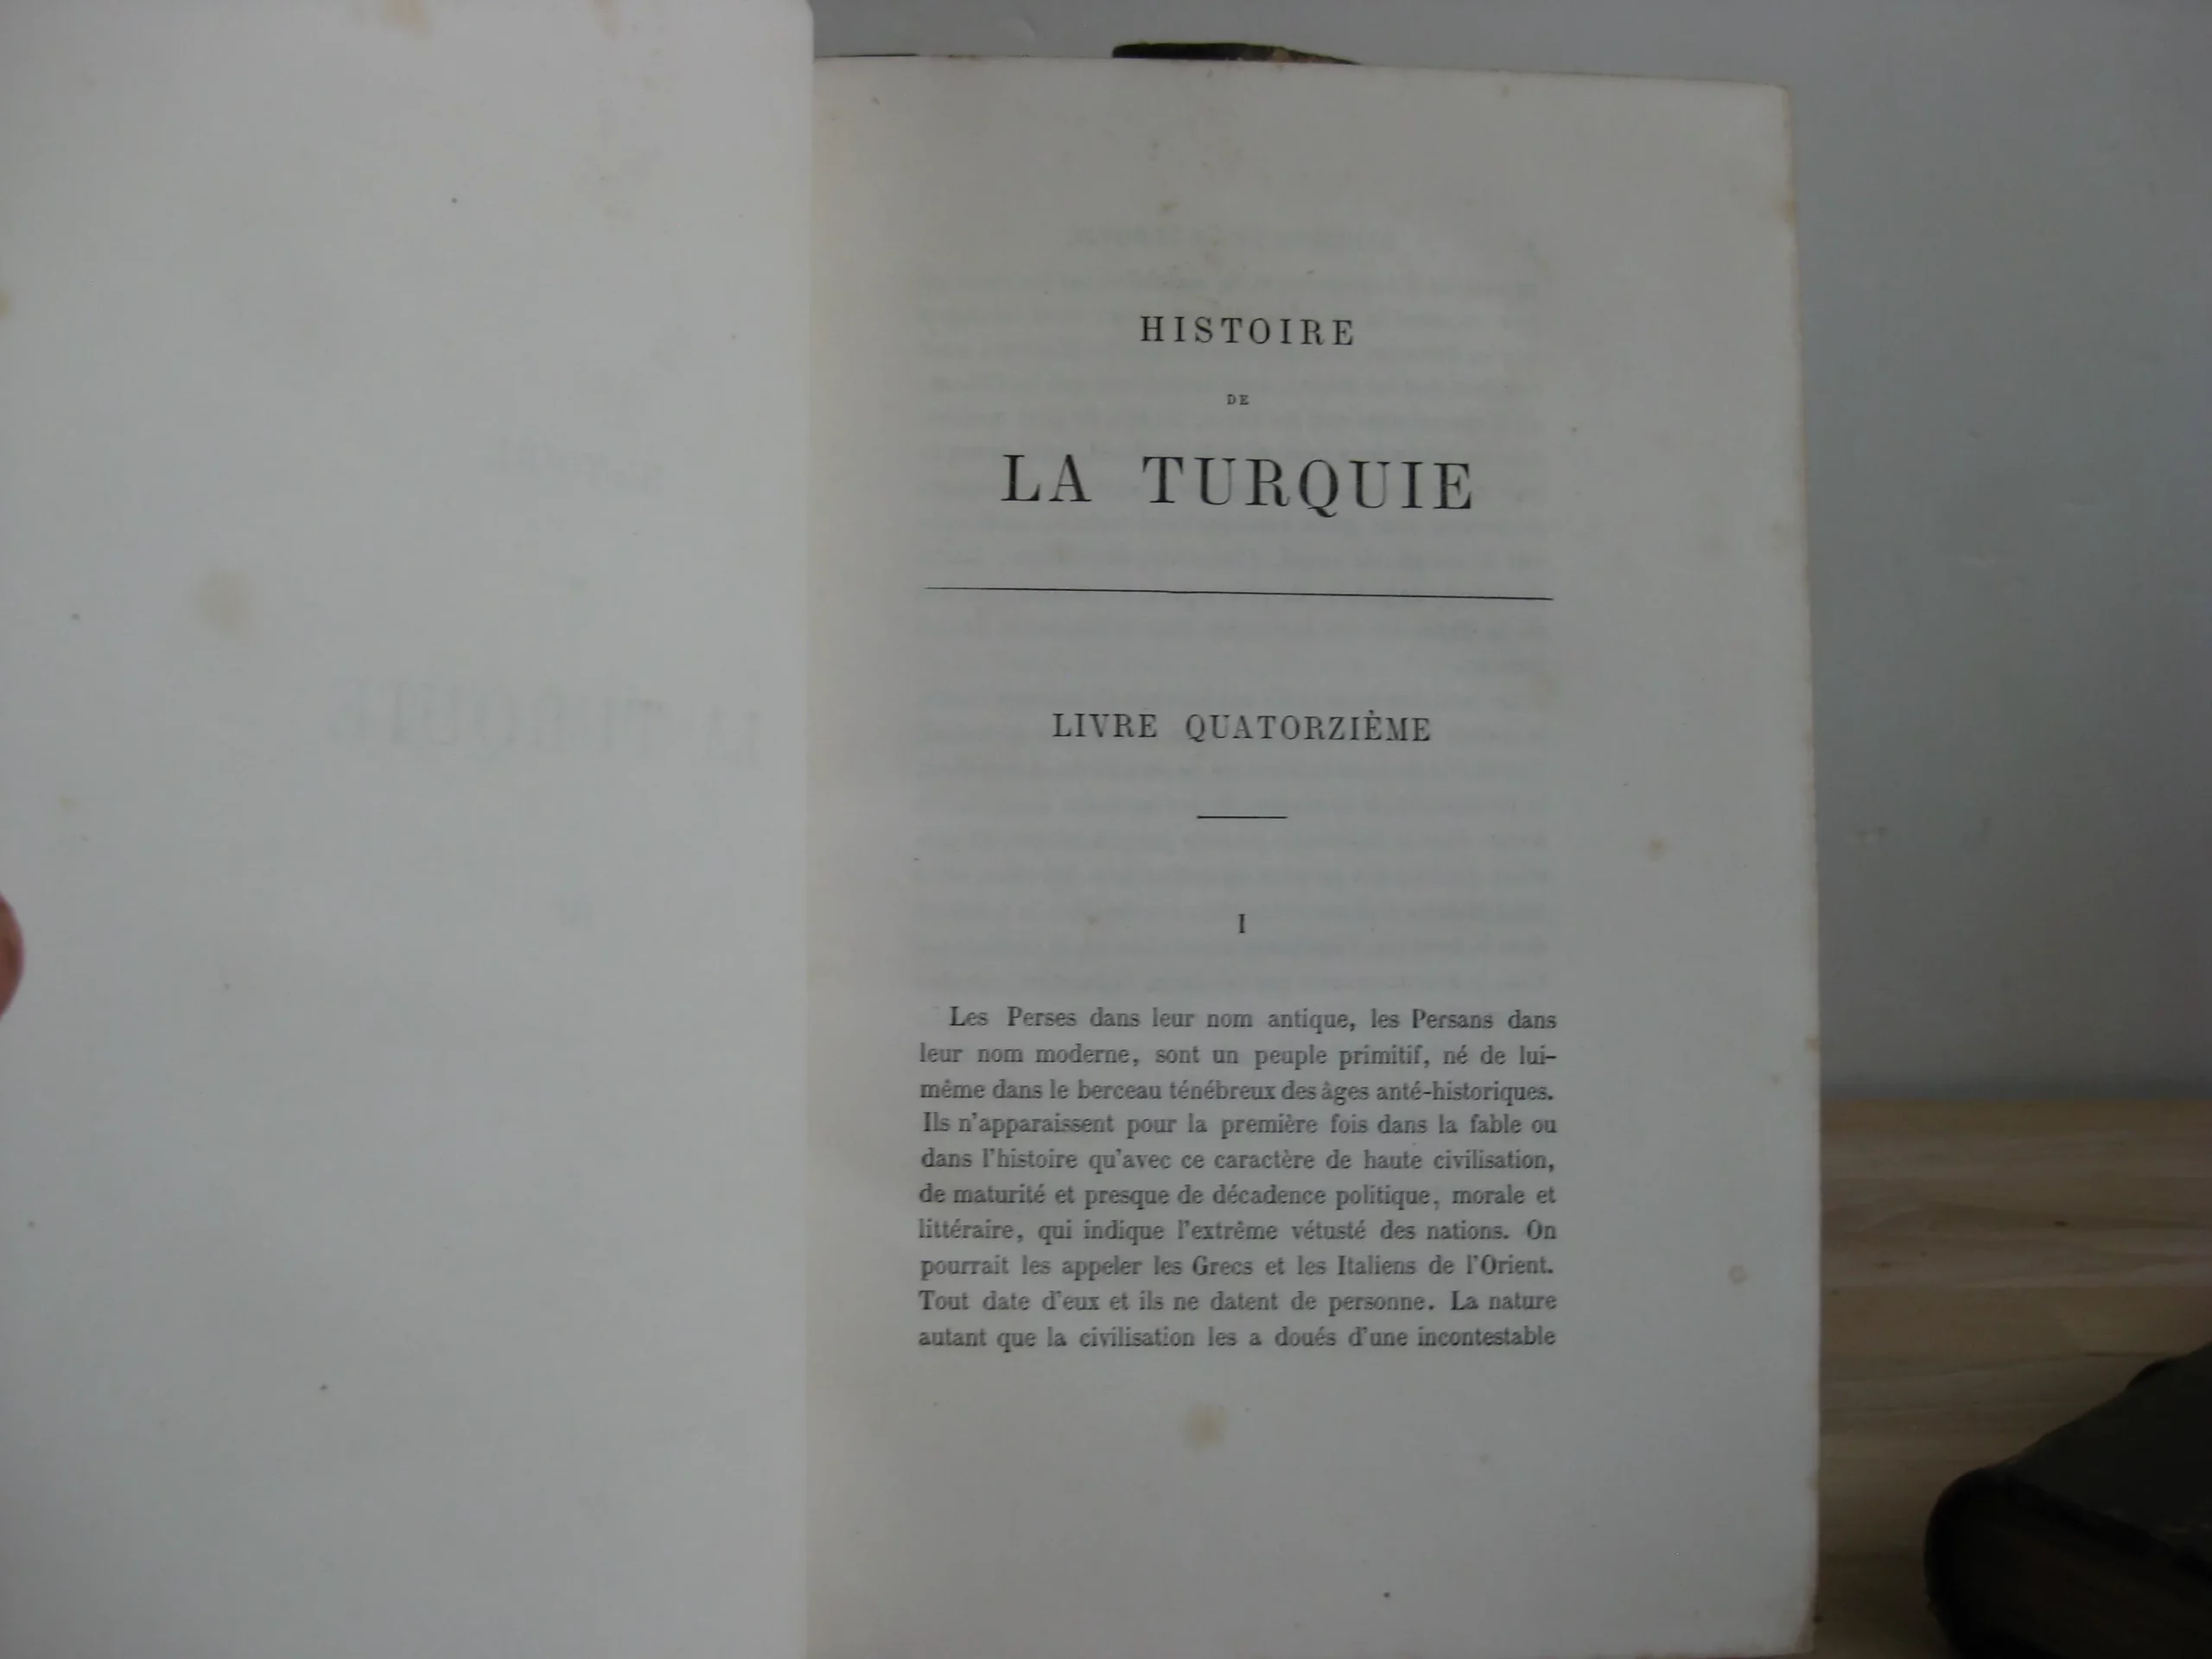 HISTOIRE
DE
LA TURQUIE
LIVRE QUATORZIÈME
I
Les Perses dans leur nom antique, les Persans dans
leur nom moderne, sont un peuple primitif, né de lui-
même dans le berceau ténébreux des âges anté-historiques.
Ils n'apparaissent pour la première fois dans la fable ou
dans l'histoire qu'avec ce caractère de haute civilisation,
de maturité et presque de décadence politique, morale et
littéraire, qui indique l'extrême vétusté des nations. On
pourrait les appeler les Grecs et les Italiens de l'Orient.
Tout date d'eux et ils ne datent de personne. La nature
autant que la civilisation les a doués d'une incontestable